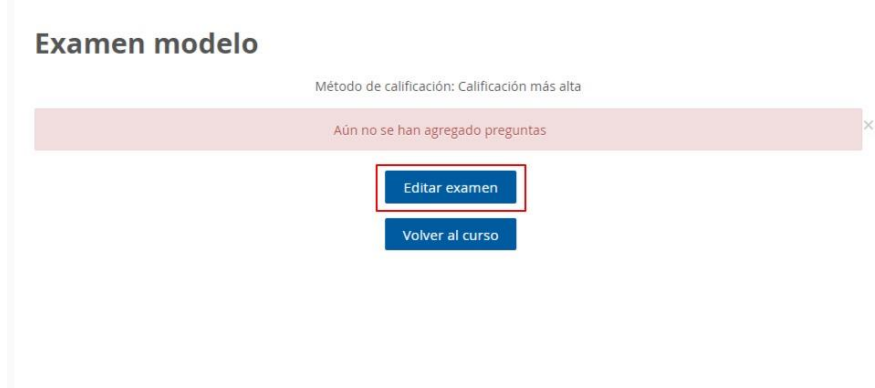 Examen modelo
Método de calificación: Calificación más alta
Aún no se han agregado preguntas
×
Editar examen
Volver al curso